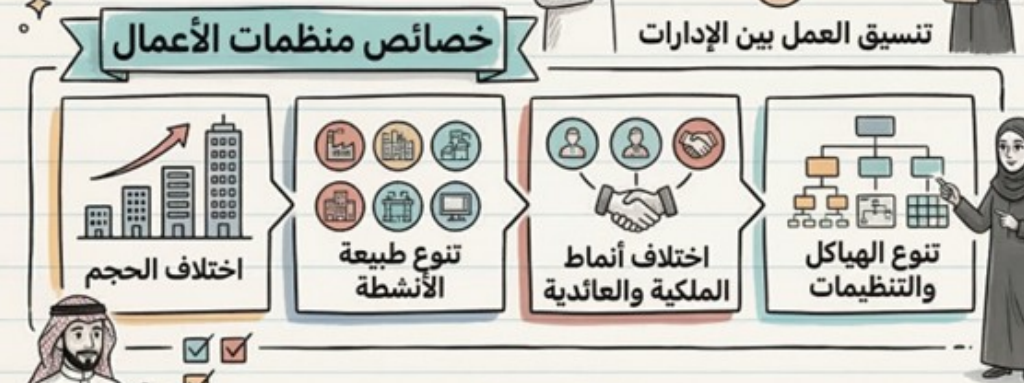 تنسيق العمل بين الإدارات
خصائص منظمات الأعمال
تنوع الهياكل
والتنظيمات
اختلاف أنماط
الملكية والعائدية
تنوع طبيعة
الأنشطة
اختلاف الحجم